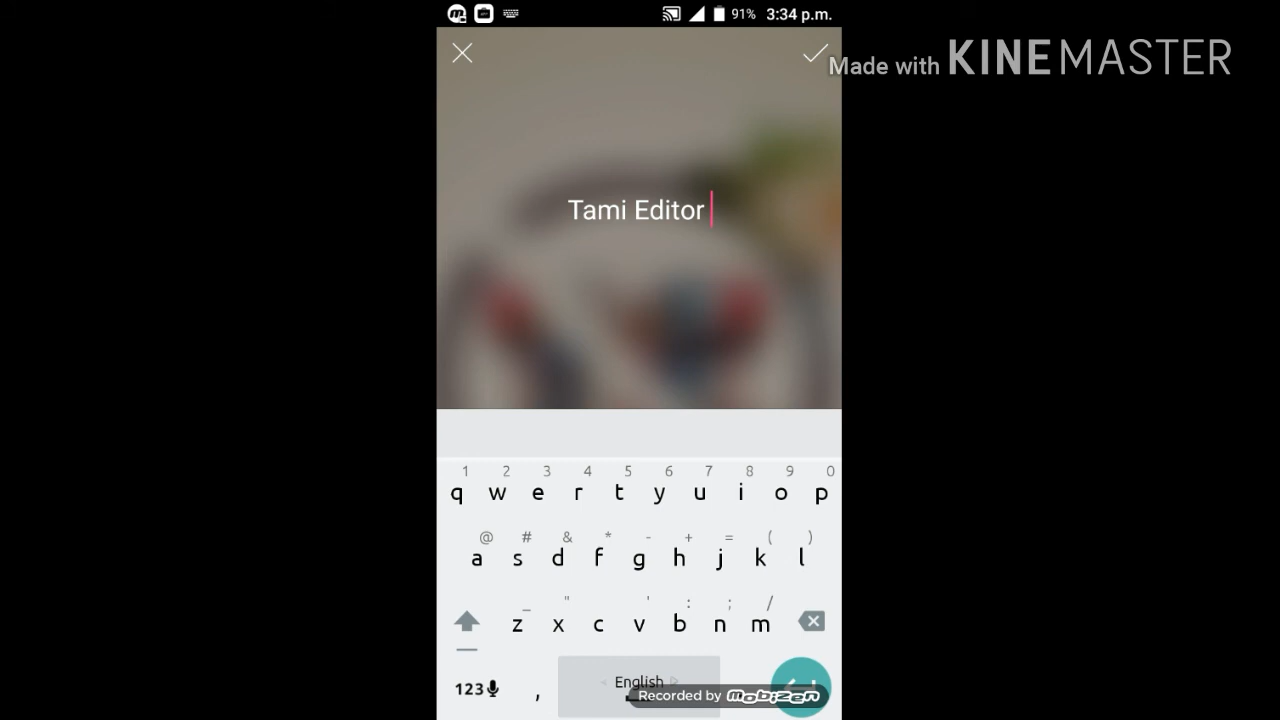 91% 3:34 p.m.
Made with KINEMASTER
Tami Editor
1 2 3 4 5 6 7 8 9 0
q w e r t y u i o p
@ # & * - + = ( )
a s d f g h j k l
_ " ' : ; /
z x c v b n m
123 , English
Recorded by mobizen